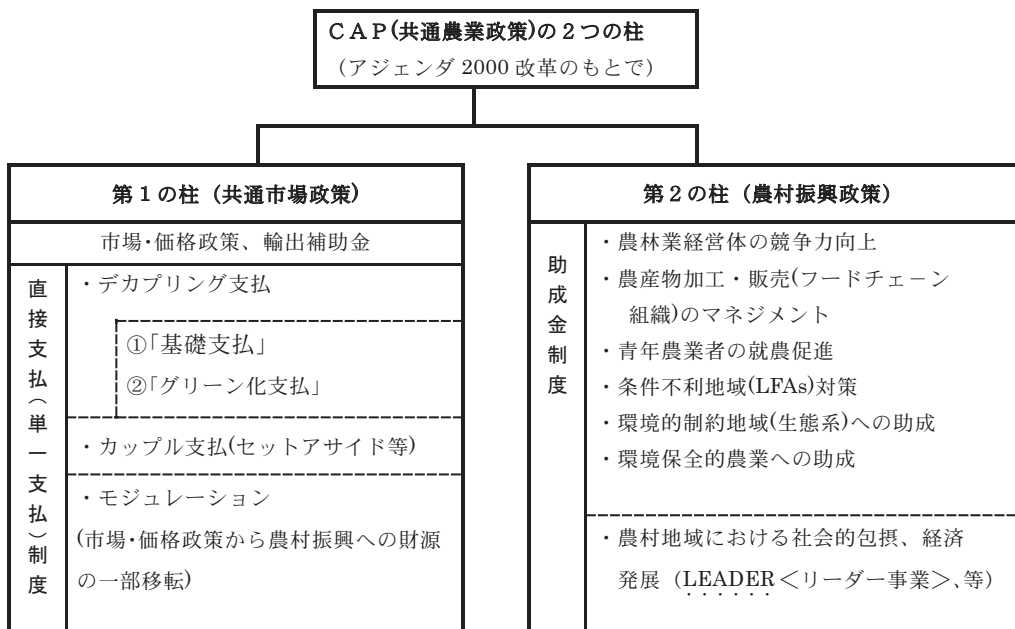 ＣＡＰ(共通農業政策)の２つの柱
（アジェンダ 2000 改革のもとで）
第１の柱（共通市場政策）
市場･価格政策、輸出補助金
直接支払（単一支払）制度
・デカプリング支払
①「基礎支払」
②「グリーン化支払」
・カップル支払(セットアサイド等)
・モジュレーション
(市場･価格政策から農村振興への財源
の一部移転)
第２の柱（農村振興政策）
助成金制度
・農林業経営体の競争力向上
・農産物加工・販売(フードチェーン
組織)のマネジメント
・青年農業者の就農促進
・条件不利地域(LFAs)対策
・環境的制約地域(生態系)への助成
・環境保全的農業への助成
・農村地域における社会的包摂、経済
発展（LEADER＜リーダー事業＞、等）